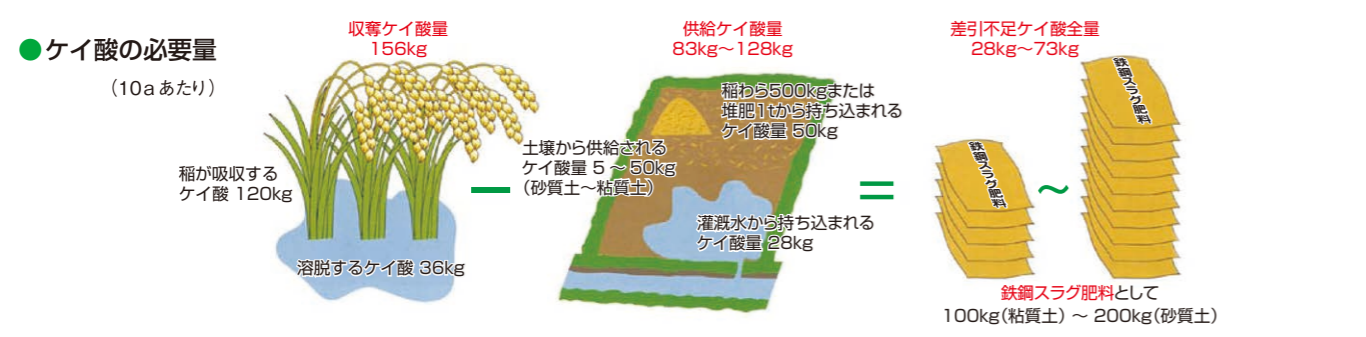 ●ケイ酸の必要量
（10aあたり）
収奪ケイ酸量
156kg
稲が吸収する
ケイ酸 120kg
溶脱するケイ酸 36kg
−
供給ケイ酸量
83kg〜128kg
稲わら500kgまたは
堆肥1tから持ち込まれる
ケイ酸量 50kg
土壌から供給される
ケイ酸量 5 〜 50kg
（砂質土〜粘質土）
灌漑水から持ち込まれる
ケイ酸量 28kg
＝
差引不足ケイ酸全量
28kg〜73kg
鉄鋼スラグ肥料
〜
鉄鋼スラグ肥料
鉄鋼スラグ肥料として
100kg（粘質土） 〜 200kg（砂質土）